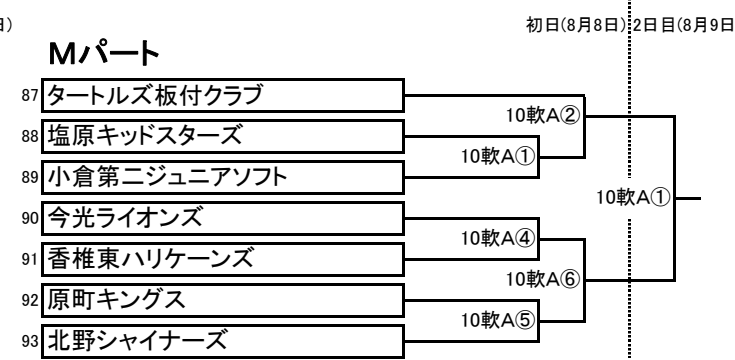 日) 初日(8月8日) 2日目(8月9日
Mパート
87 タートルズ板付クラブ
10軟A②
88 塩原キッドスターズ
10軟A①
89 小倉第二ジュニアソフト
10軟A①
90 今光ライオンズ
10軟A④
91 香椎東ハリケーンズ
10軟A⑥
92 原町キングス
10軟A⑤
93 北野シャイナーズ